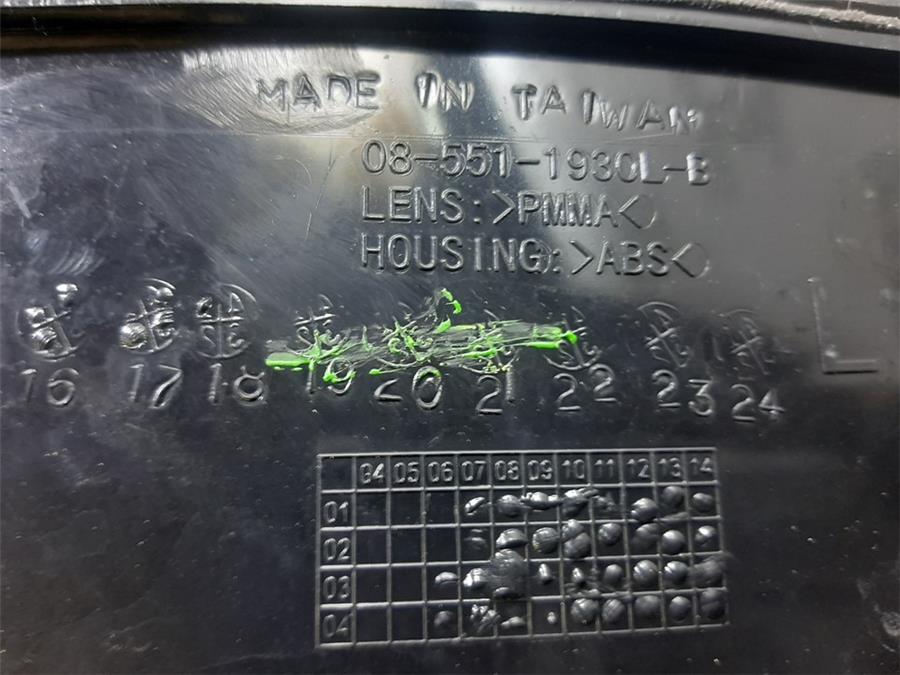 MADE IN TAIWAN
08-551-1930L-B
LENS:>PMMA<
HOUSING:>ABS<
L
16 17 18 19 20 21 22 23 24
04 05 06 07 08 09 10 11 12 13 14
01
02
03
04